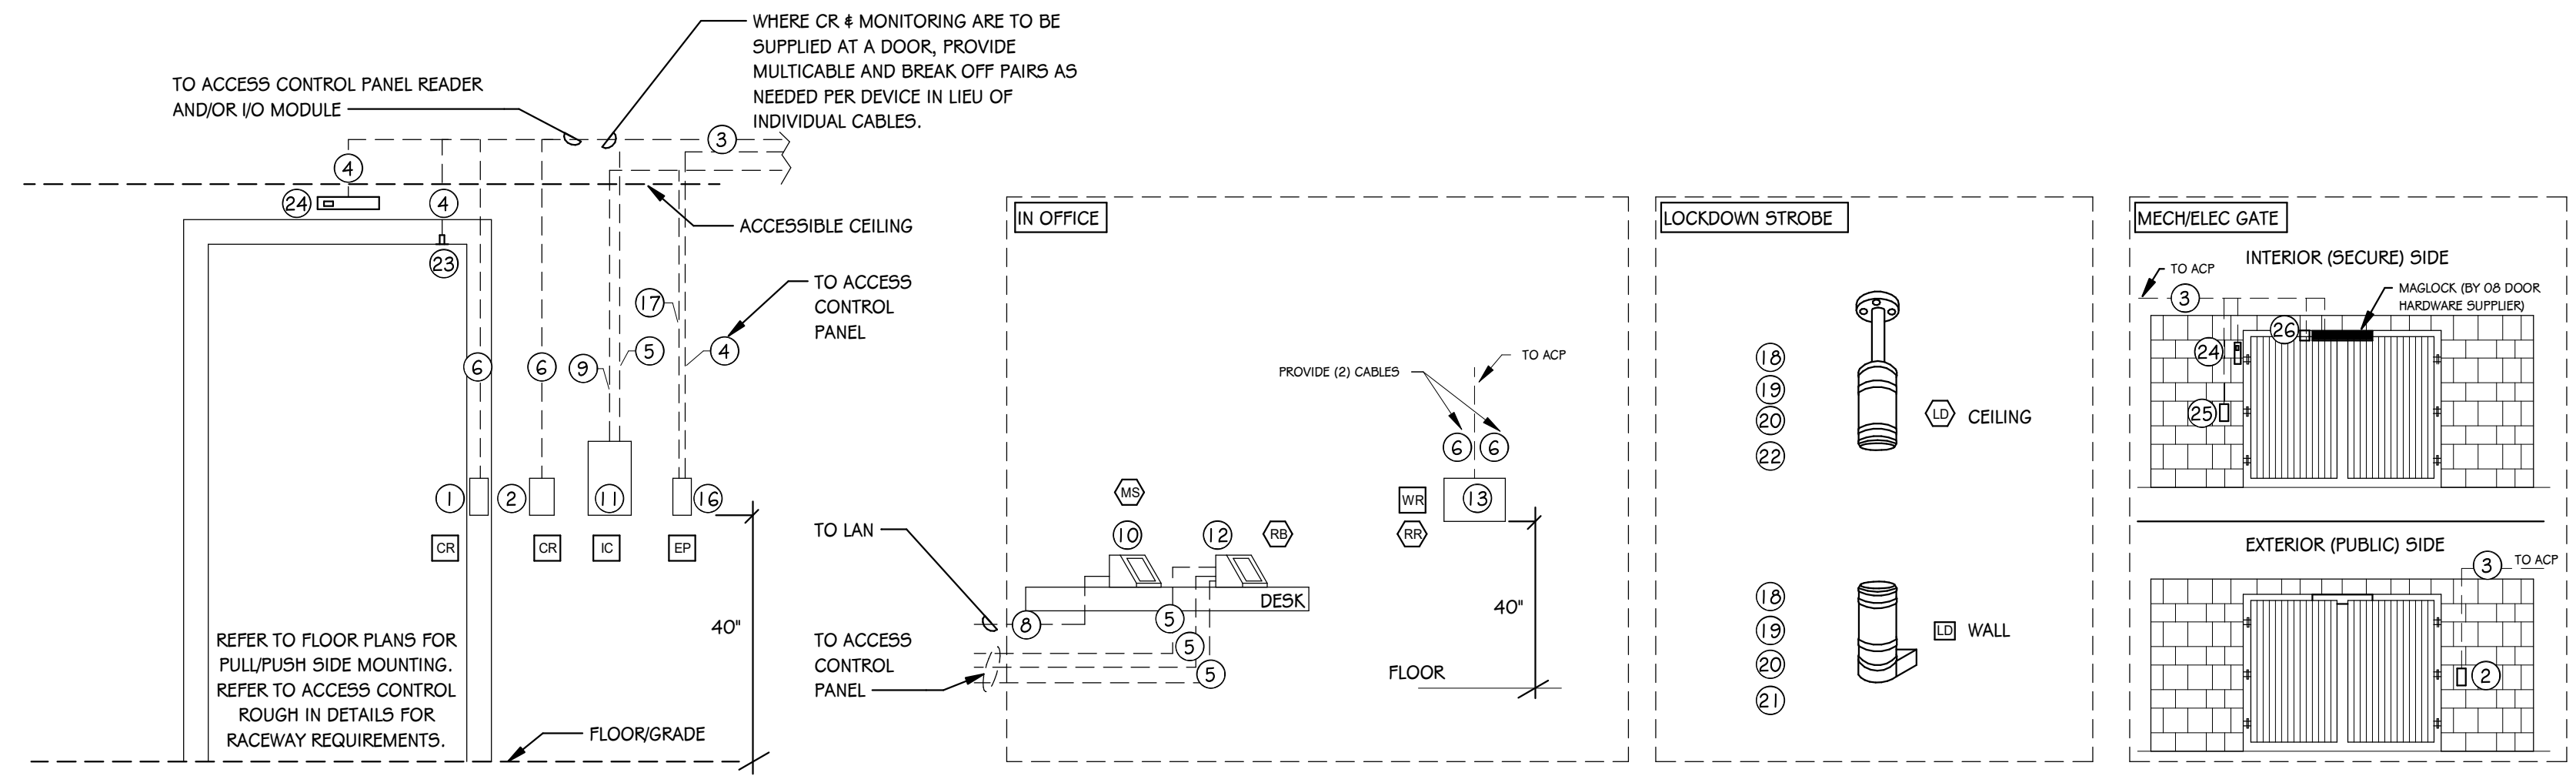 WHERE CR & MONITORING ARE TO BE
SUPPLIED AT A DOOR, PROVIDE
MULTICABLE AND BREAK OFF PAIRS AS
NEEDED PER DEVICE IN LIEU OF
INDIVIDUAL CABLES.
TO ACCESS CONTROL PANEL READER
AND/OR I/O MODULE
3
4
24
4
23
ACCESSIBLE CEILING
TO ACCESS
CONTROL
PANEL
17
5
4
6
6
9
1
2
11
16
CR
CR
IC
EP
40"
REFER TO FLOOR PLANS FOR
PULL/PUSH SIDE MOUNTING.
REFER TO ACCESS CONTROL
ROUGH IN DETAILS FOR
RACEWAY REQUIREMENTS.
FLOOR/GRADE
IN OFFICE
TO ACP
PROVIDE (2) CABLES
6
6
MS
WR
13
TO LAN
10
12
RB
RR
DESK
8
5
5
5
TO ACCESS
CONTROL
PANEL
40"
FLOOR
LOCKDOWN STROBE
18
19
20
22
LD
CEILING
18
19
20
21
LD
WALL
MECH/ELEC GATE
INTERIOR (SECURE) SIDE
TO ACP
3
MAGLOCK (BY 08 DOOR
HARDWARE SUPPLIER)
26
24
25
EXTERIOR (PUBLIC) SIDE
3
TO ACP
2